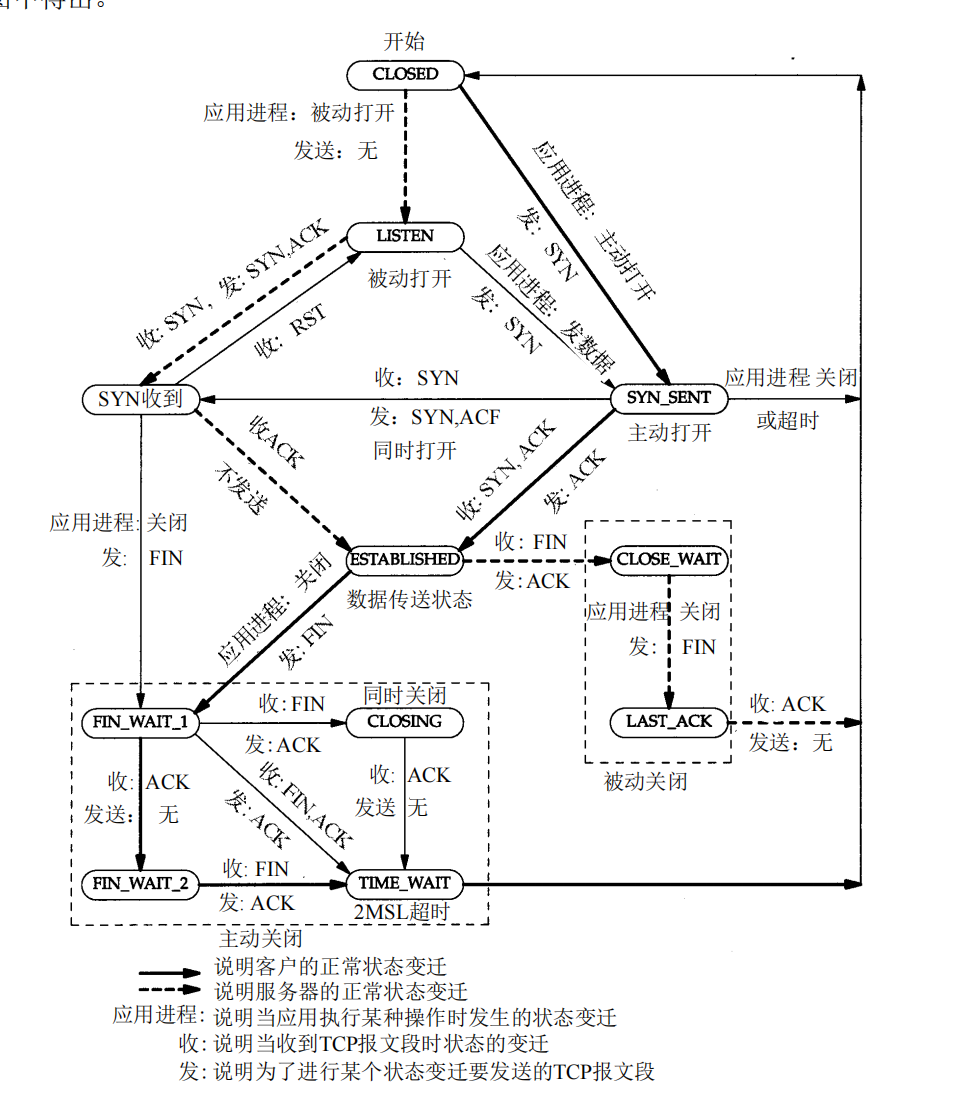 图中得出。
开始
CLOSED
应用进程：被动打开
发送：无
应用进程：主动打开
发：SYN
LISTEN
被动打开
收: SYN，发: SYN,ACK
收：RST
应用进程：发数据
发：SYN
SYN收到
收：SYN
发：SYN,ACF
同时打开
SYN_SENT
主动打开
应用进程 关闭
或超时
收ACK
不发送
收: SYN, ACK
发: ACK
应用进程: 关闭
发: FIN
ESTABLISHED
数据传送状态
收: FIN
发: ACK
CLOSE_WAIT
应用进程 关闭
发: FIN
应用进程：关闭
发: FIN
同时关闭
FIN_WAIT_1
收: FIN
发: ACK
CLOSING
LAST_ACK
收: ACK
发送：无
被动关闭
收: ACK
发送: 无
收: FIN,ACK
发: ACK
收: ACK
发送 无
FIN_WAIT_2
收: FIN
发: ACK
TIME_WAIT
2MSL超时
主动关闭
说明客户的正常状态变迁
说明服务器的正常状态变迁
应用进程: 说明当应用执行某种操作时发生的状态变迁
收: 说明当收到TCP报文段时状态的变迁
发: 说明为了进行某个状态变迁要发送的TCP报文段